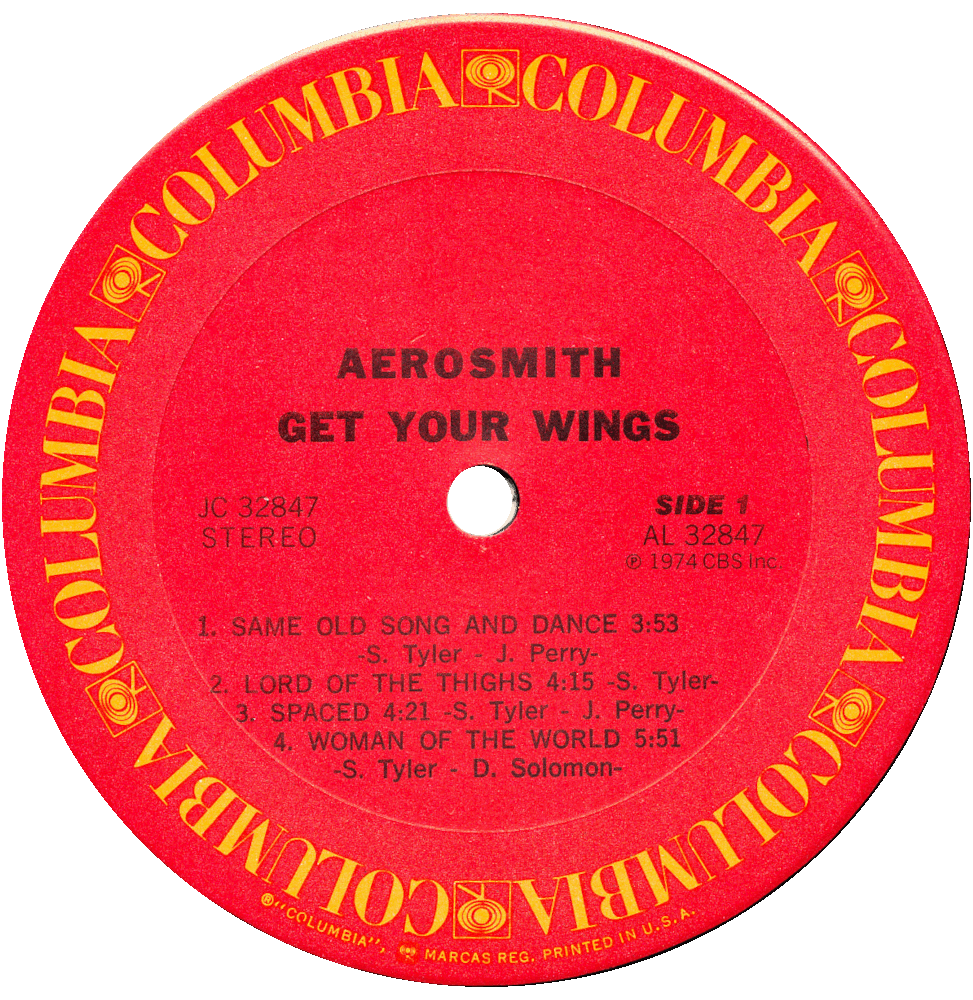 COLUMBIA COLUMBIA COLUMBIA COLUMBIA COLUMBIA COLUMBIA
AEROSMITH
GET YOUR WINGS
JC 32847
STEREO
SIDE 1
AL 32847
℗ 1974 CBS Inc.
1. SAME OLD SONG AND DANCE 3:53
-S. Tyler - J. Perry-
2. LORD OF THE THIGHS 4:15 -S. Tyler-
3. SPACED 4:21 -S. Tyler - J. Perry-
4. WOMAN OF THE WORLD 5:51
-S. Tyler - D. Solomon-
®"COLUMBIA", MARCAS REG. PRINTED IN U.S.A.